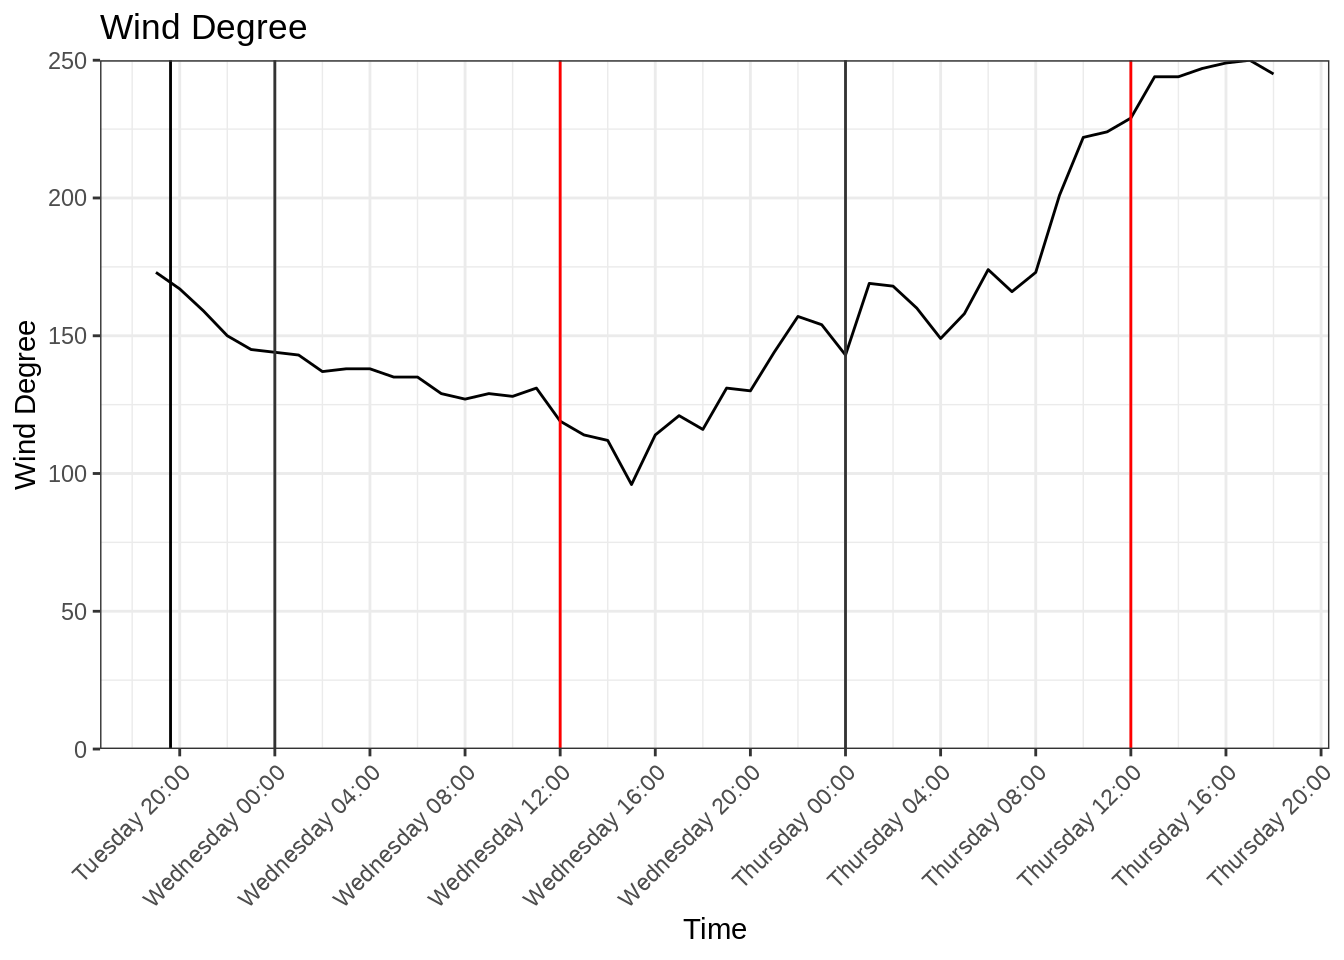 Wind Degree
250
200
150
100
50
0
Wind Degree
Tuesday 20:00
Wednesday 00:00
Wednesday 04:00
Wednesday 08:00
Wednesday 12:00
Wednesday 16:00
Wednesday 20:00
Thursday 00:00
Thursday 04:00
Thursday 08:00
Thursday 12:00
Thursday 16:00
Thursday 20:00
Time